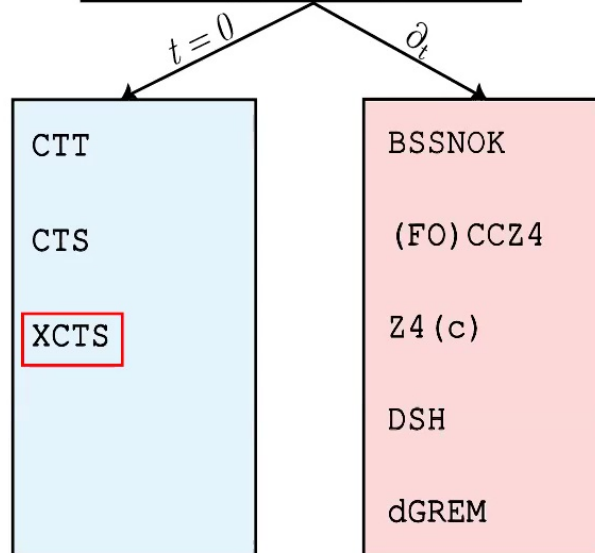 t = 0
∂t
CTT
CTS
XCTS
BSSNOK
(FO)CCZ4
Z4(c)
DSH
dGREM